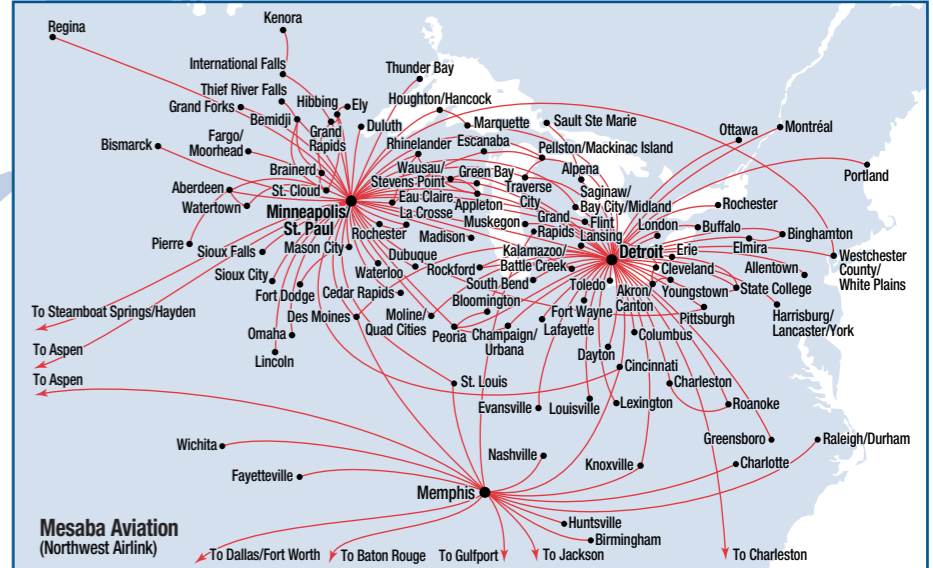 Regina
Kenora
International Falls
Thunder Bay
Thief River Falls
Grand Forks
Hibbing
Ely
Houghton/Hancock
Bemidji
Grand
Rapids
Duluth
Marquette
Sault Ste Marie
Ottawa
Montréal
Bismarck
Fargo/
Moorhead
Rhinelander
Escanaba
Pellston/Mackinac Island
Portland
Brainerd
Wausau/
Stevens Point
Green Bay
Alpena
Aberdeen
St. Cloud
Eau Claire
Appleton
Traverse
City
Saginaw/
Bay City/Midland
Rochester
Watertown
Minneapolis/
St. Paul
La Crosse
Muskegon
Grand
Rapids
Flint
Lansing
London
Buffalo
Binghamton
Elmira
Pierre
Sioux Falls
Mason City
Rochester
Madison
Kalamazoo/
Battle Creek
Detroit
Erie
Cleveland
Allentown
Westchester
County/
White Plains
Sioux City
Waterloo
Dubuque
Rockford
South Bend
Toledo
Akron/
Canton
Youngstown
State College
Fort Dodge
Cedar Rapids
Bloomington
To Steamboat Springs/Hayden
Des Moines
Moline/
Quad Cities
Peoria
Champaign/
Urbana
Fort Wayne
Lafayette
Pittsburgh
Harrisburg/
Lancaster/York
Omaha
Lincoln
Columbus
Dayton
To Aspen
Cincinnati
To Aspen
St. Louis
Charleston
Evansville
Louisville
Lexington
Roanoke
Wichita
Greensboro
Raleigh/Durham
Nashville
Fayetteville
Knoxville
Charlotte
Memphis
Mesaba Aviation
(Northwest Airlink)
Huntsville
Birmingham
To Dallas/Fort Worth
To Baton Rouge
To Gulfport
To Jackson
To Charleston